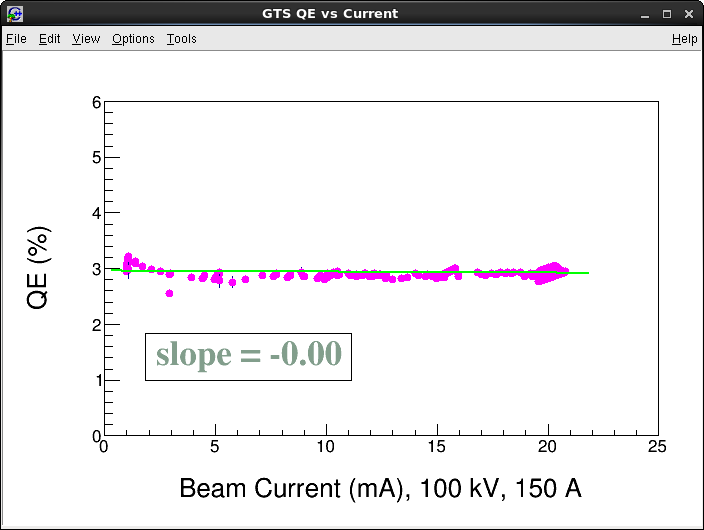 GTS QE vs Current
File Edit View Options Tools Help
6
5
4
3
2
1
0
QE (%)
slope = -0.00
0 5 10 15 20 25
Beam Current (mA), 100 kV, 150 A